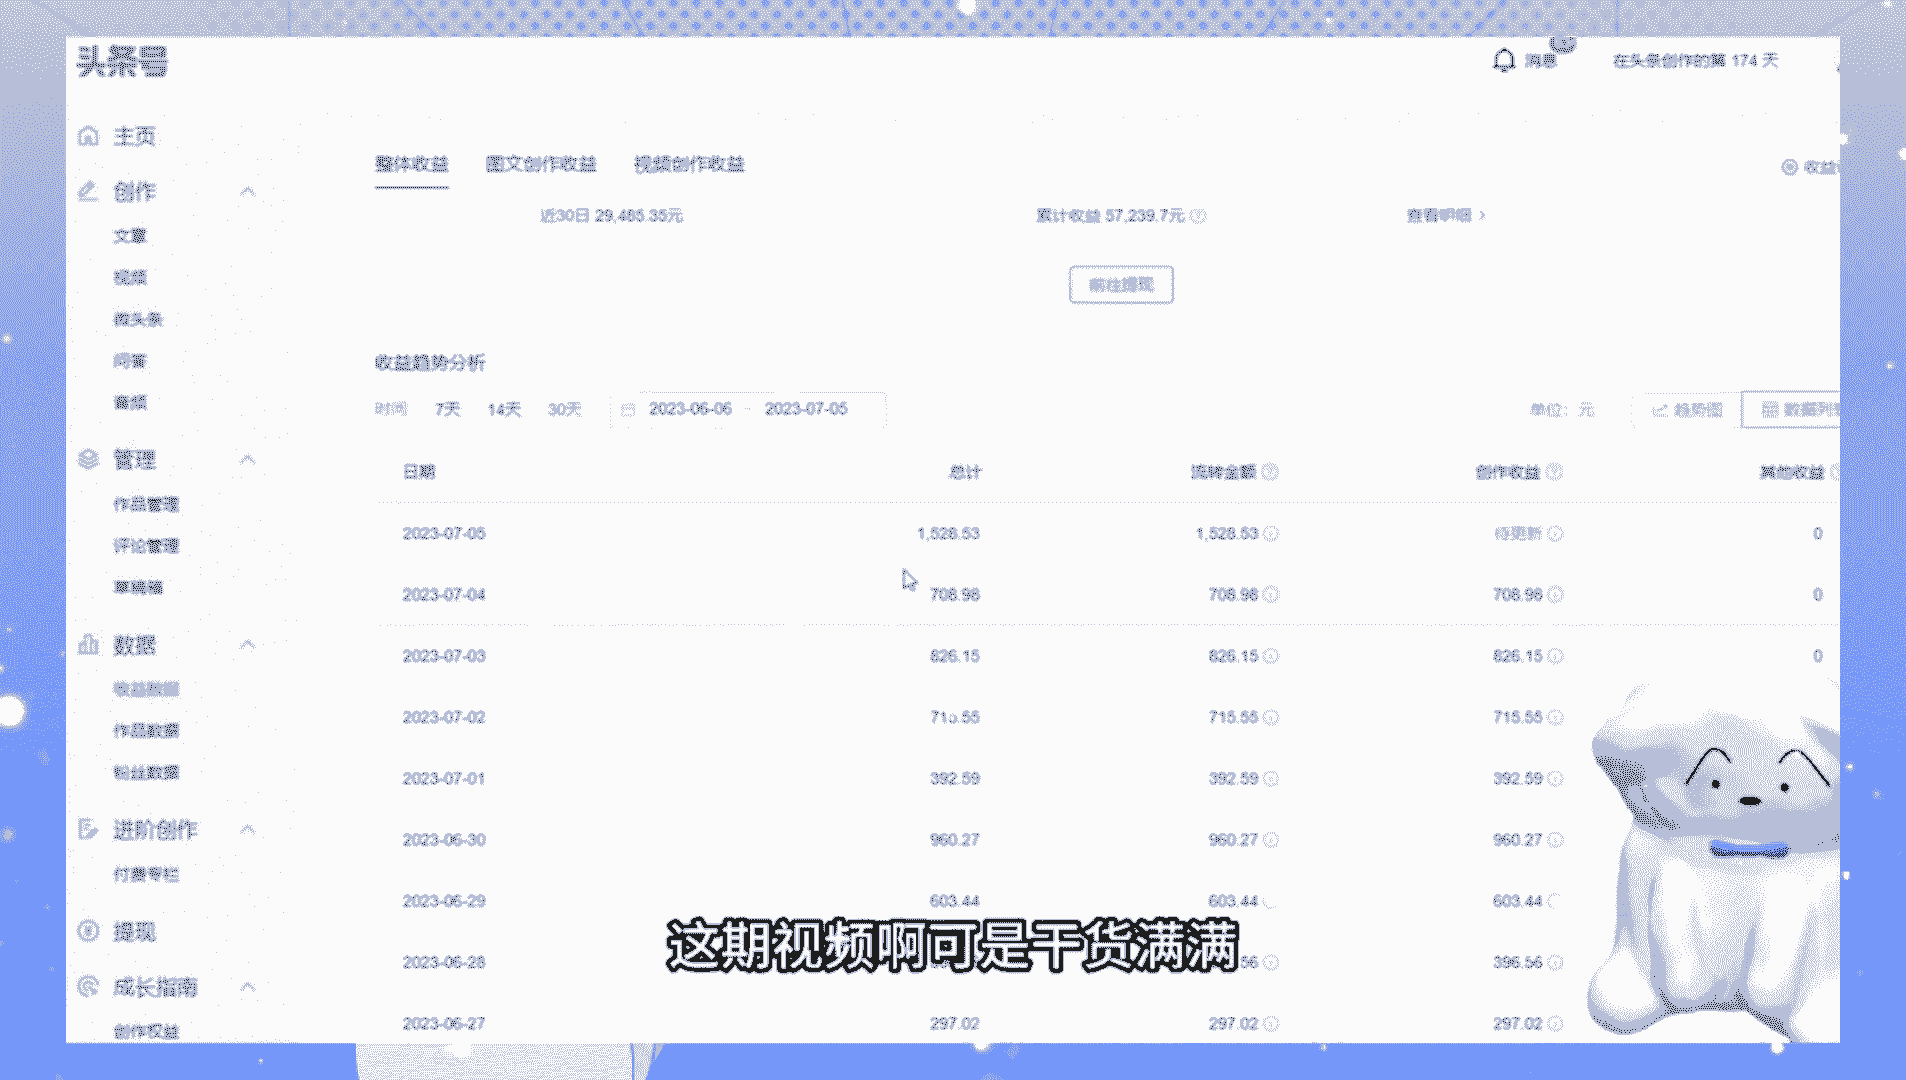 头条号
消息
在头条创作的第 174 天
主页
创作
文章
视频
微头条
问答
音频
管理
作品管理
评论管理
草稿箱
数据
收益数据
作品数据
粉丝数据
进阶创作
付费专栏
提现
成长指南
创作权益
整体收益 图文创作收益 视频创作收益
收益
近30日 29,485.35元 累计收益 57,239.7元 查看明细 >
前往提现
收益趋势分析
时间 7天 14天 30天 2023-06-06 - 2023-07-05 单位: 元 趋势图 数据列表
日期 总计 流转金额 创作收益 其他收益
2023-07-05 1,528.53 1,528.53 待更新 0
2023-07-04 708.98 708.98 708.98 0
2023-07-03 826.15 826.15 826.15 0
2023-07-02 715.55 715.55 715.55
2023-07-01 392.59 392.59 392.59
2023-06-30 960.27 960.27 960.27
2023-06-29 603.44 603.44 603.44
2023-06-28 56 396.56
2023-06-27 297.02 297.02 297.02
这期视频啊可是干货满满